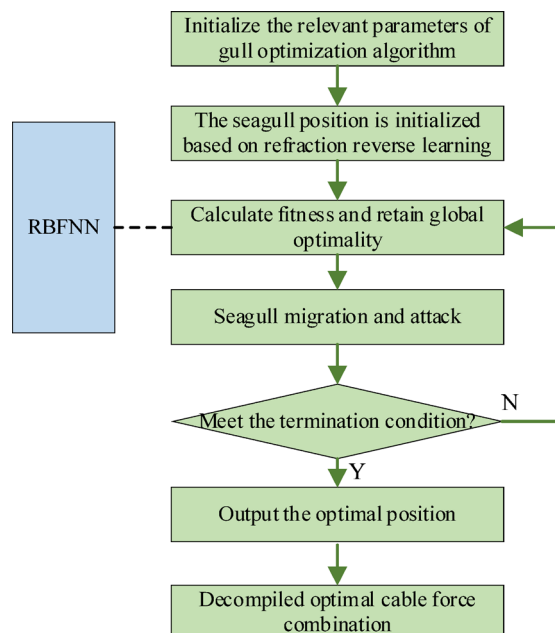 Initialize the relevant parameters of
gull optimization algorithm
The seagull position is initialized
based on refraction reverse learning
RBFNN
Calculate fitness and retain global
optimality
Seagull migration and attack
Meet the termination condition?
N
Y
Output the optimal position
Decompiled optimal cable force
combination